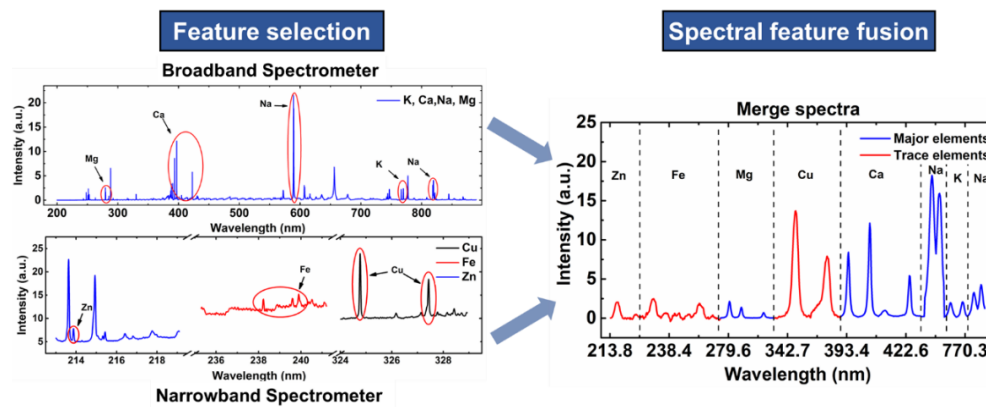 Feature selection
Spectral feature fusion
Broadband Spectrometer
Intensity (a.u.)
20
15
10
5
0
K, Ca,Na, Mg
Mg
Ca
Na
K
Na
200 300 400 500 600 700 800
Wavelength (nm)
Intensity (a.u.)
25
20
15
10
5
Zn
Fe
Cu
Cu
Fe
Zn
214 216 218 238 240 324 326 328
Wavelength (nm)
Narrowband Spectrometer
Merge spectra
Intensity (a.u.)
25
20
15
10
5
0
Major elements
Trace elements
Zn Fe Mg Cu Ca Na K Na
213.8 238.4 279.6 342.7 393.4 422.6 770.3
Wavelength (nm)